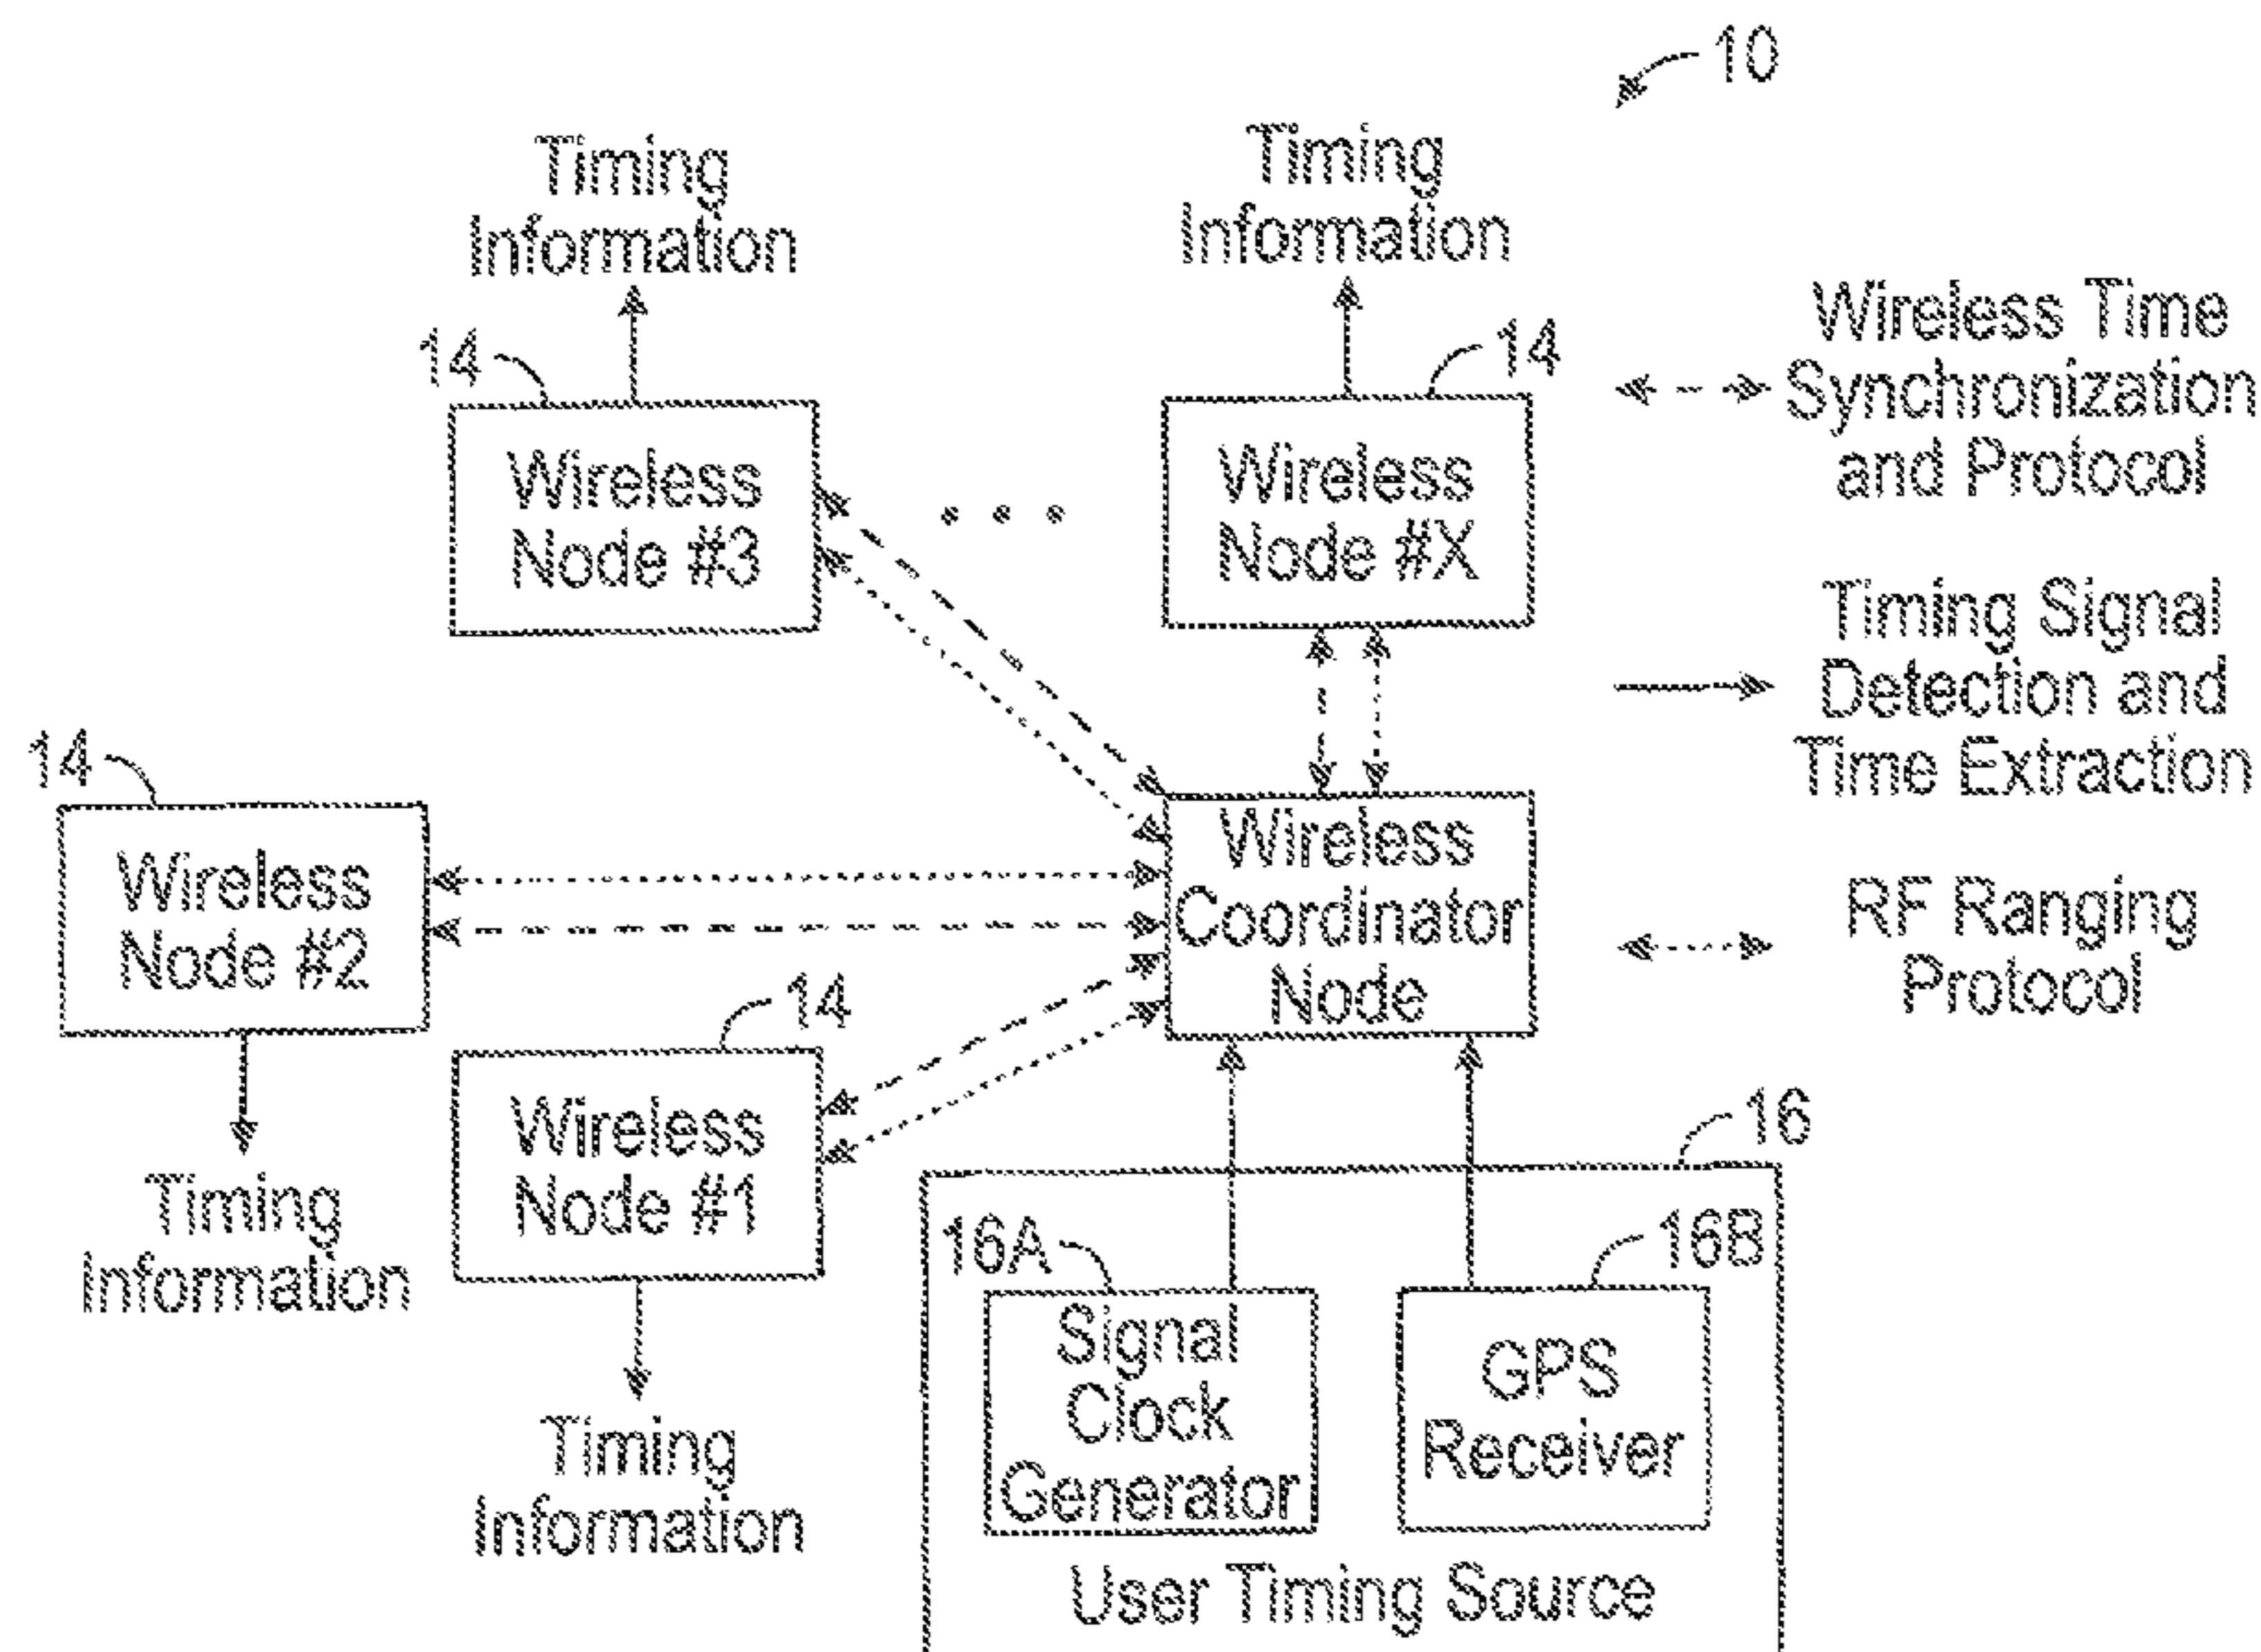 10
Timing
Information
Timing
Information
14
Wireless
Node #3
14
Wireless
Node #X
Wireless Time
Synchronization
and Protocol
Timing Signal
Detection and
Time Extraction
RF Ranging
Protocol
14
Wireless
Node #2
Timing
Information
14
Wireless
Node #1
Timing
Information
Wireless
Coordinator
Node
16
16A
Signal
Clock
Generator
16B
GPS
Receiver
User Timing Source